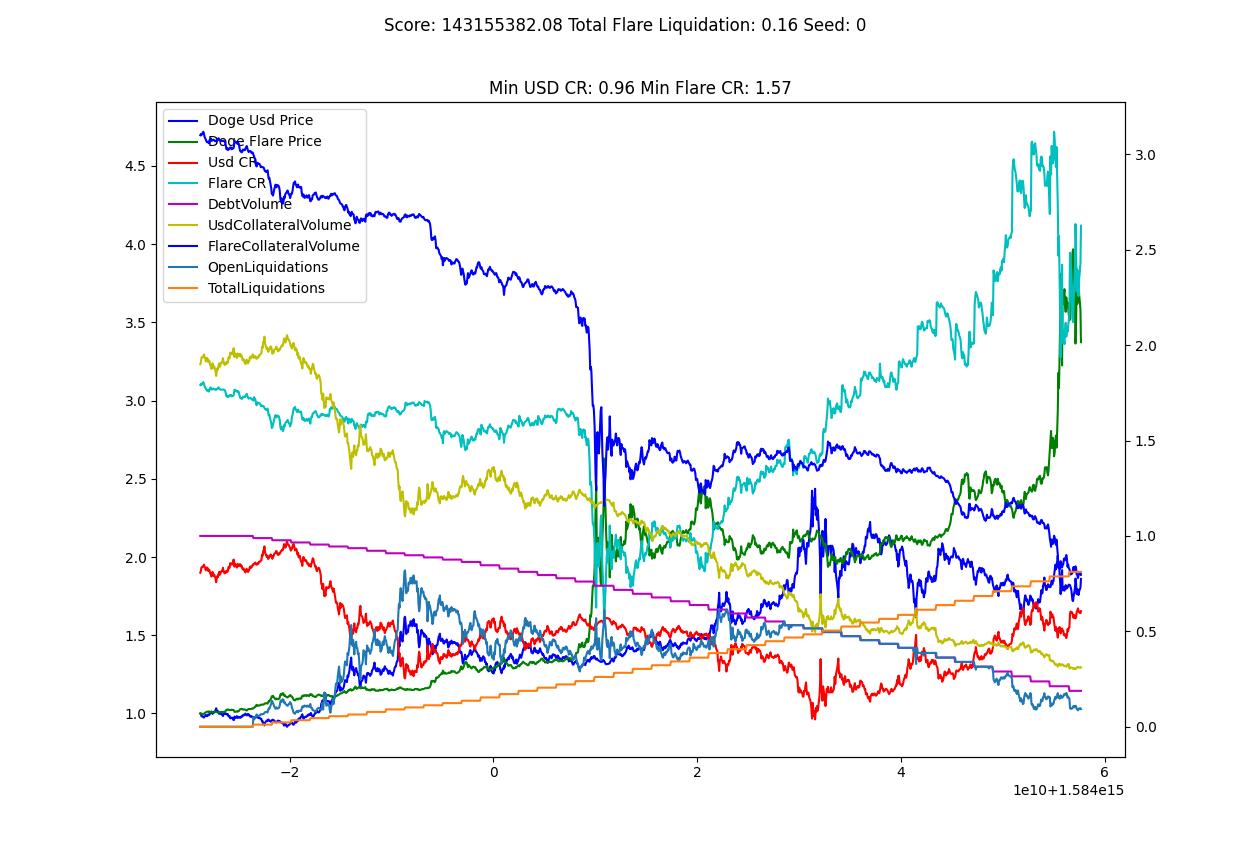 Score: 143155382.08 Total Flare Liquidation: 0.16 Seed: 0
Min USD CR: 0.96 Min Flare CR: 1.57
Doge Usd Price
Doge Flare Price
Usd CR
Flare CR
DebtVolume
UsdCollateralVolume
FlareCollateralVolume
OpenLiquidations
TotalLiquidations
4.5
4.0
3.5
3.0
2.5
2.0
1.5
1.0
3.0
2.5
2.0
1.5
1.0
0.5
0.0
−2
0
2
4
6
1e10+1.584e15